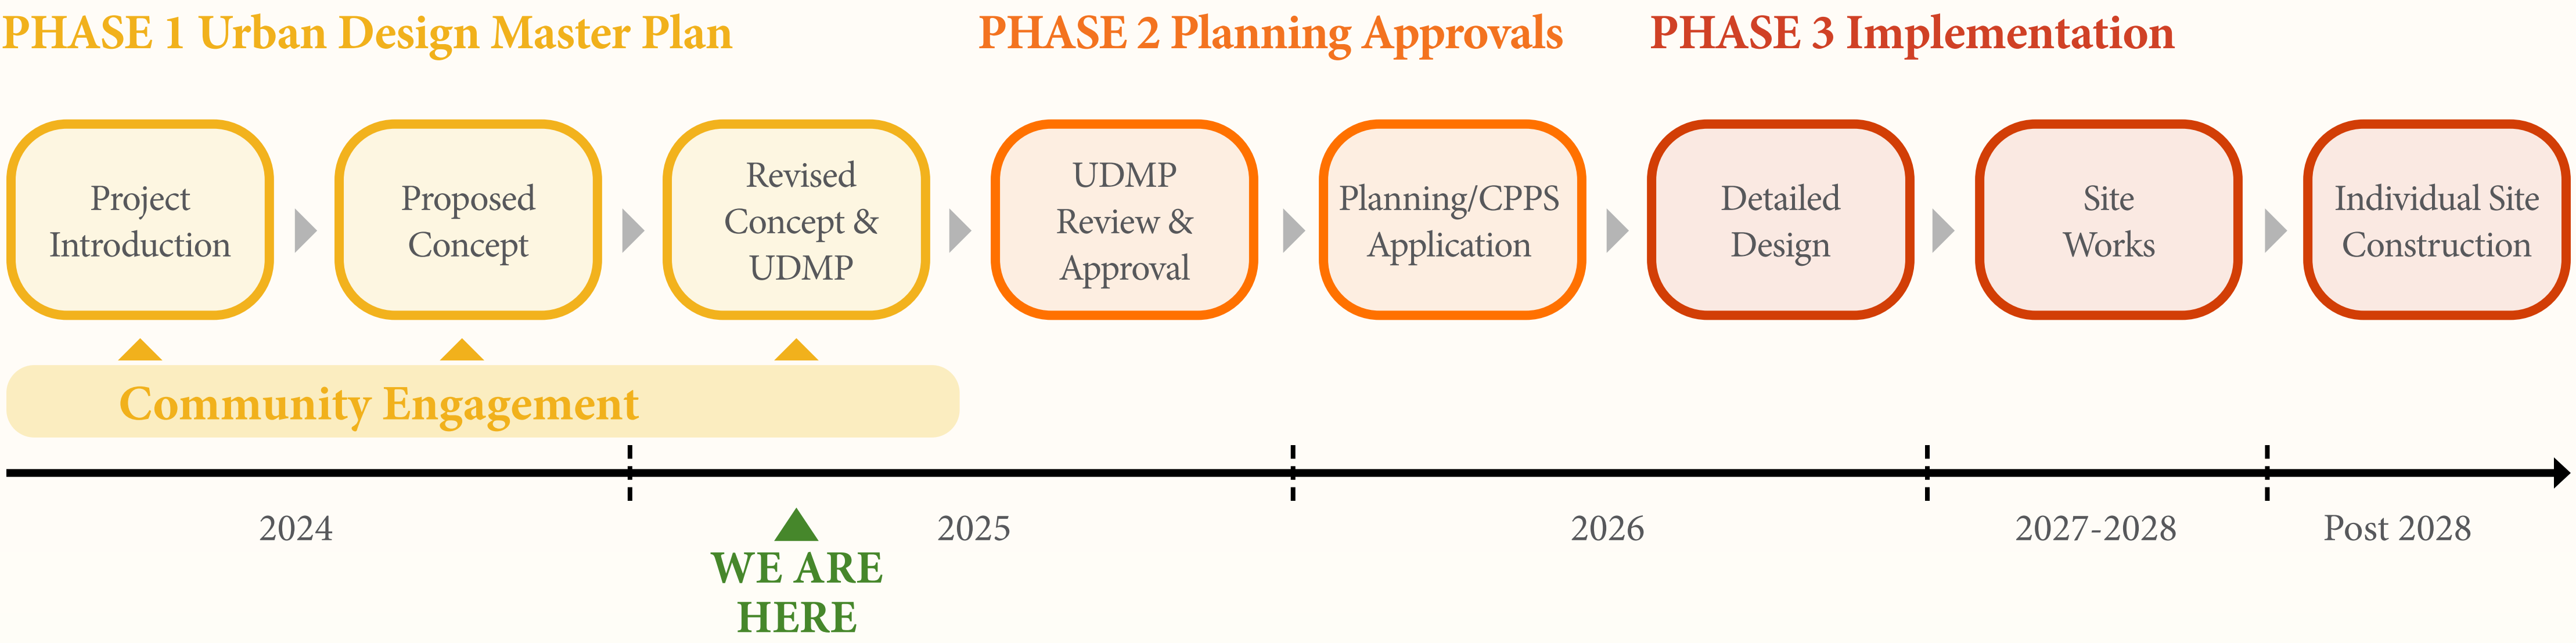 PHASE 1 Urban Design Master Plan
PHASE 2 Planning Approvals
PHASE 3 Implementation
Project
Introduction
Proposed
Concept
Revised
Concept &
UDMP
UDMP
Review &
Approval
Planning/CPPS
Application
Detailed
Design
Site
Works
Individual Site
Construction
Community Engagement
2024
2025
2026
2027-2028
Post 2028
WE ARE
HERE